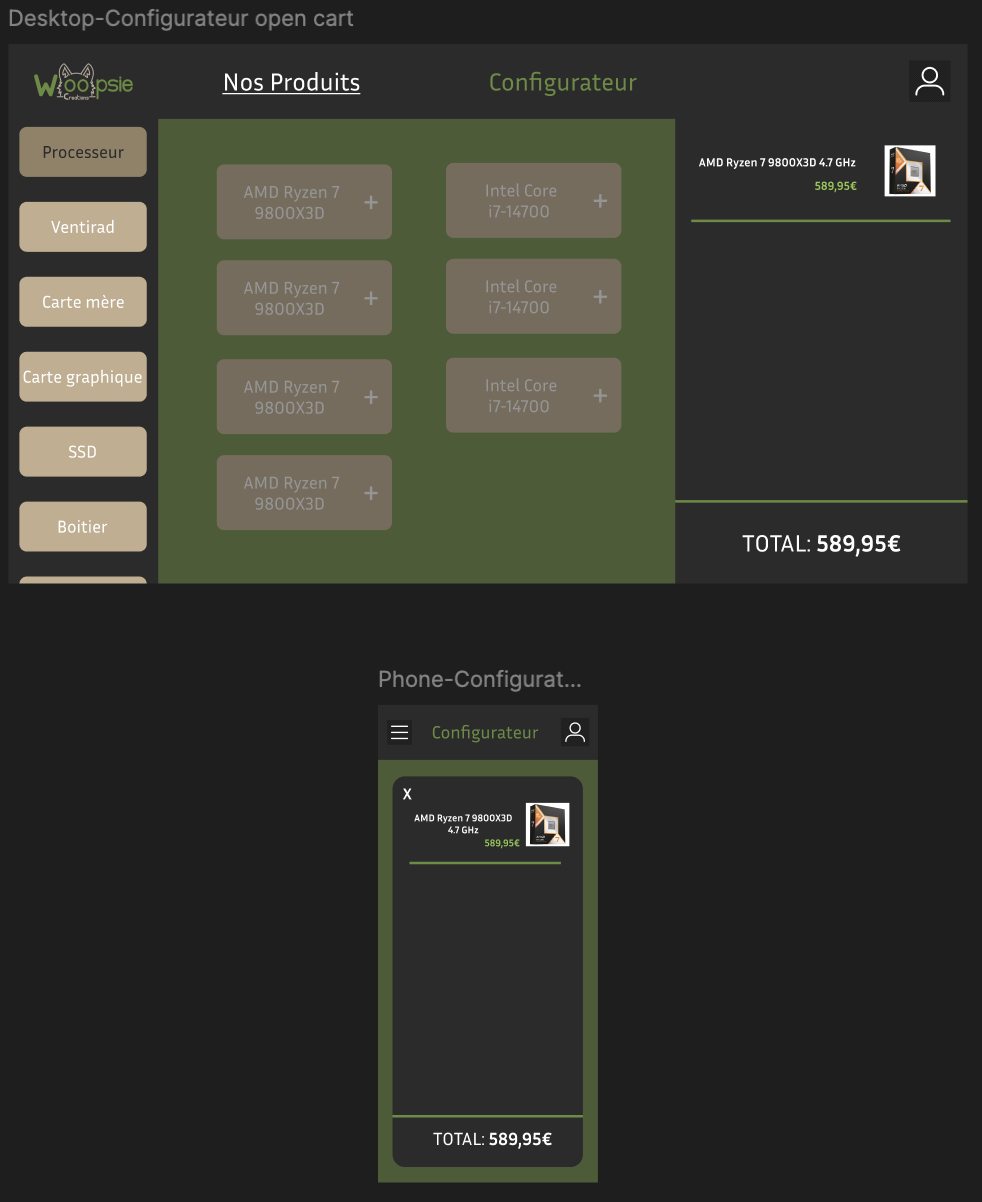 Desktop-Configurateur open cart
Woopsie
Creations
Nos Produits
Configurateur
Processeur
Ventirad
Carte mère
Carte graphique
SSD
Boitier
AMD Ryzen 7
9800X3D
+
Intel Core
i7-14700
+
AMD Ryzen 7
9800X3D
+
Intel Core
i7-14700
+
AMD Ryzen 7
9800X3D
+
Intel Core
i7-14700
+
AMD Ryzen 7
9800X3D
+
AMD Ryzen 7 9800X3D 4.7 GHz
589,95€
TOTAL: 589,95€
Phone-Configurat...
Configurateur
X
AMD Ryzen 7 9800X3D
4.7 GHz
589,95€
TOTAL: 589,95€